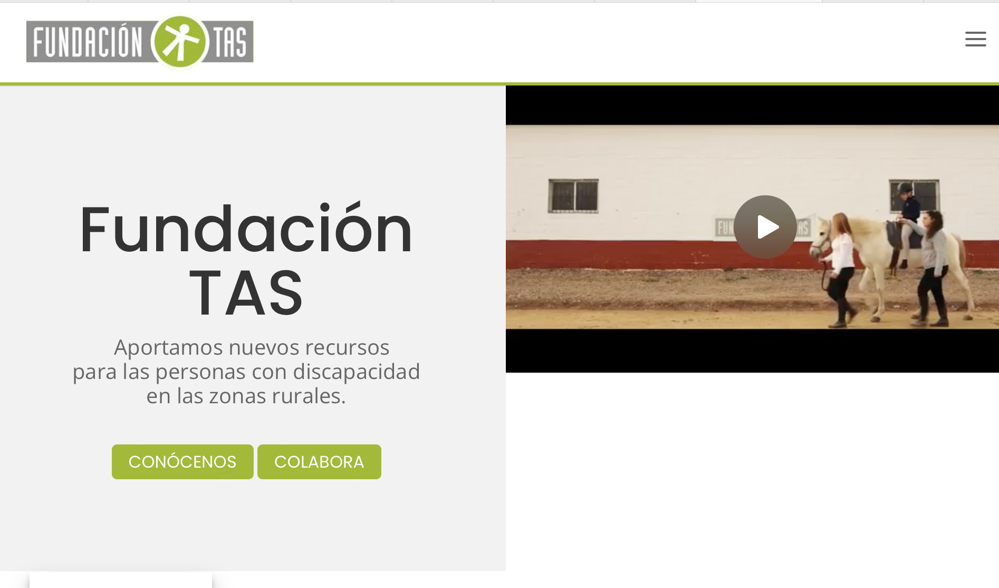 FUNDACIÓN TAS
Fundación
TAS
Aportamos nuevos recursos
para las personas con discapacidad
en las zonas rurales.
CONÓCENOS COLABORA